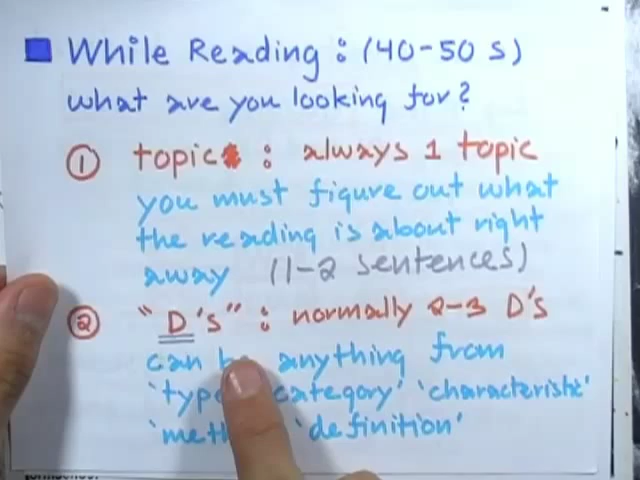 While Reading : (40-50 s)
what are you looking for?
① topic : always 1 topic
you must figure out what
the reading is about right
away (1-2 sentences)
② "D's" : normally 2-3 D's
can anything from
category' 'characteristic'
'definition'